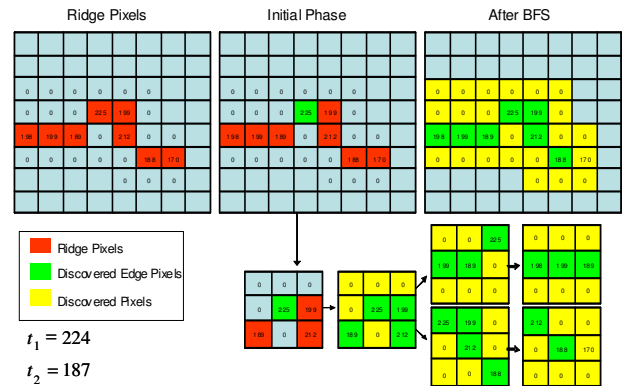 Ridge Pixels
0 0 0 0 0 0
0 0 0 225 199 0
198 199 189 0 212 0
0 0 0 0 0 188 170
0 0 0
Initial Phase
0 0 0 0 0 0
0 0 0 225 199 0
198 199 189 0 212 0
0 0 0 0 0 188 170
0 0 0
After BFS
0 0 0 0 0 0
0 0 0 225 199 0
198 199 189 0 212 0
0 0 0 0 0 188 170
0 0 0
Ridge Pixels
Discovered Edge Pixels
Discovered Pixels
t1 = 224
t2 = 187
0 0 0
0 225 199
189 0 212
0 0 0
0 225 199
189 0 212
0 0 225
199 189 0
0 0 0
0 0 0
198 199 189
0 0 0
225 199 0
0 212 0
0 0 188
212 0 0
0 188 170
0 0 0